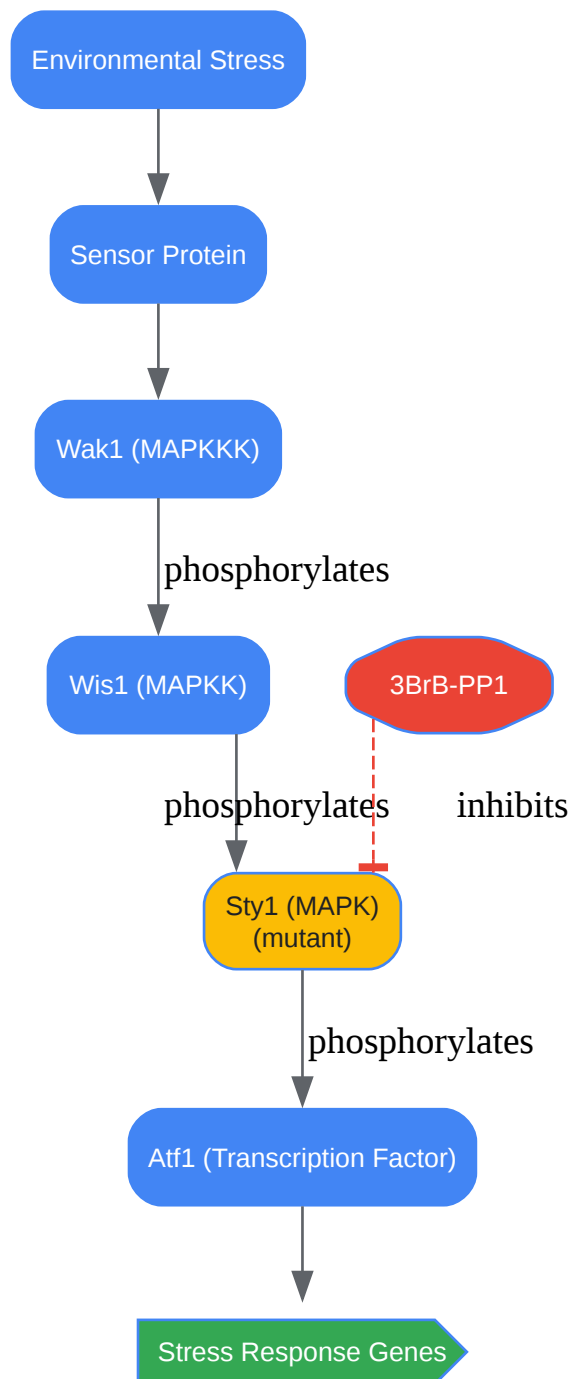 Environmental Stress
Sensor Protein
Wak1 (MAPKKK)
phosphorylates
Wis1 (MAPKK)
3BrB-PP1
phosphorylates
inhibits
Sty1 (MAPK)
(mutant)
phosphorylates
Atf1 (Transcription Factor)
Stress Response Genes